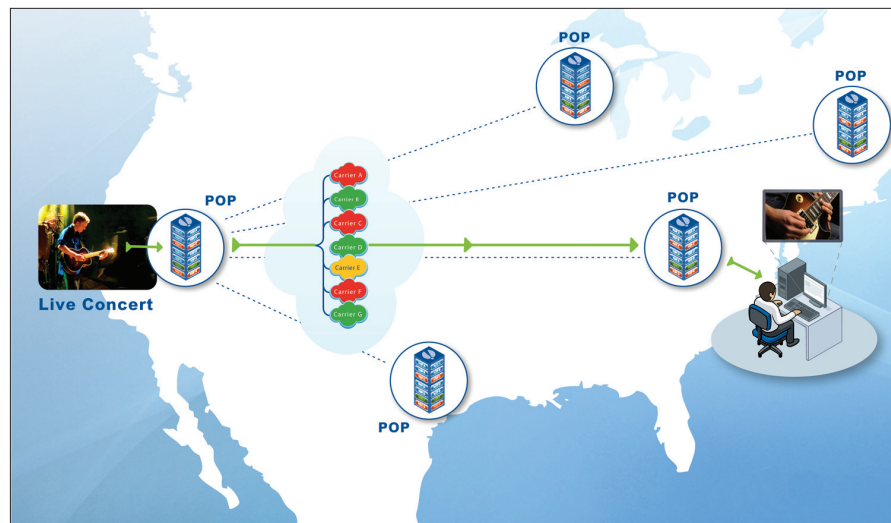 POP
POP
Carrier A
Carrier B
POP
POP
Carrier C
Carrier D
Carrier E
Live Concert
Carrier F
Carrier G
POP